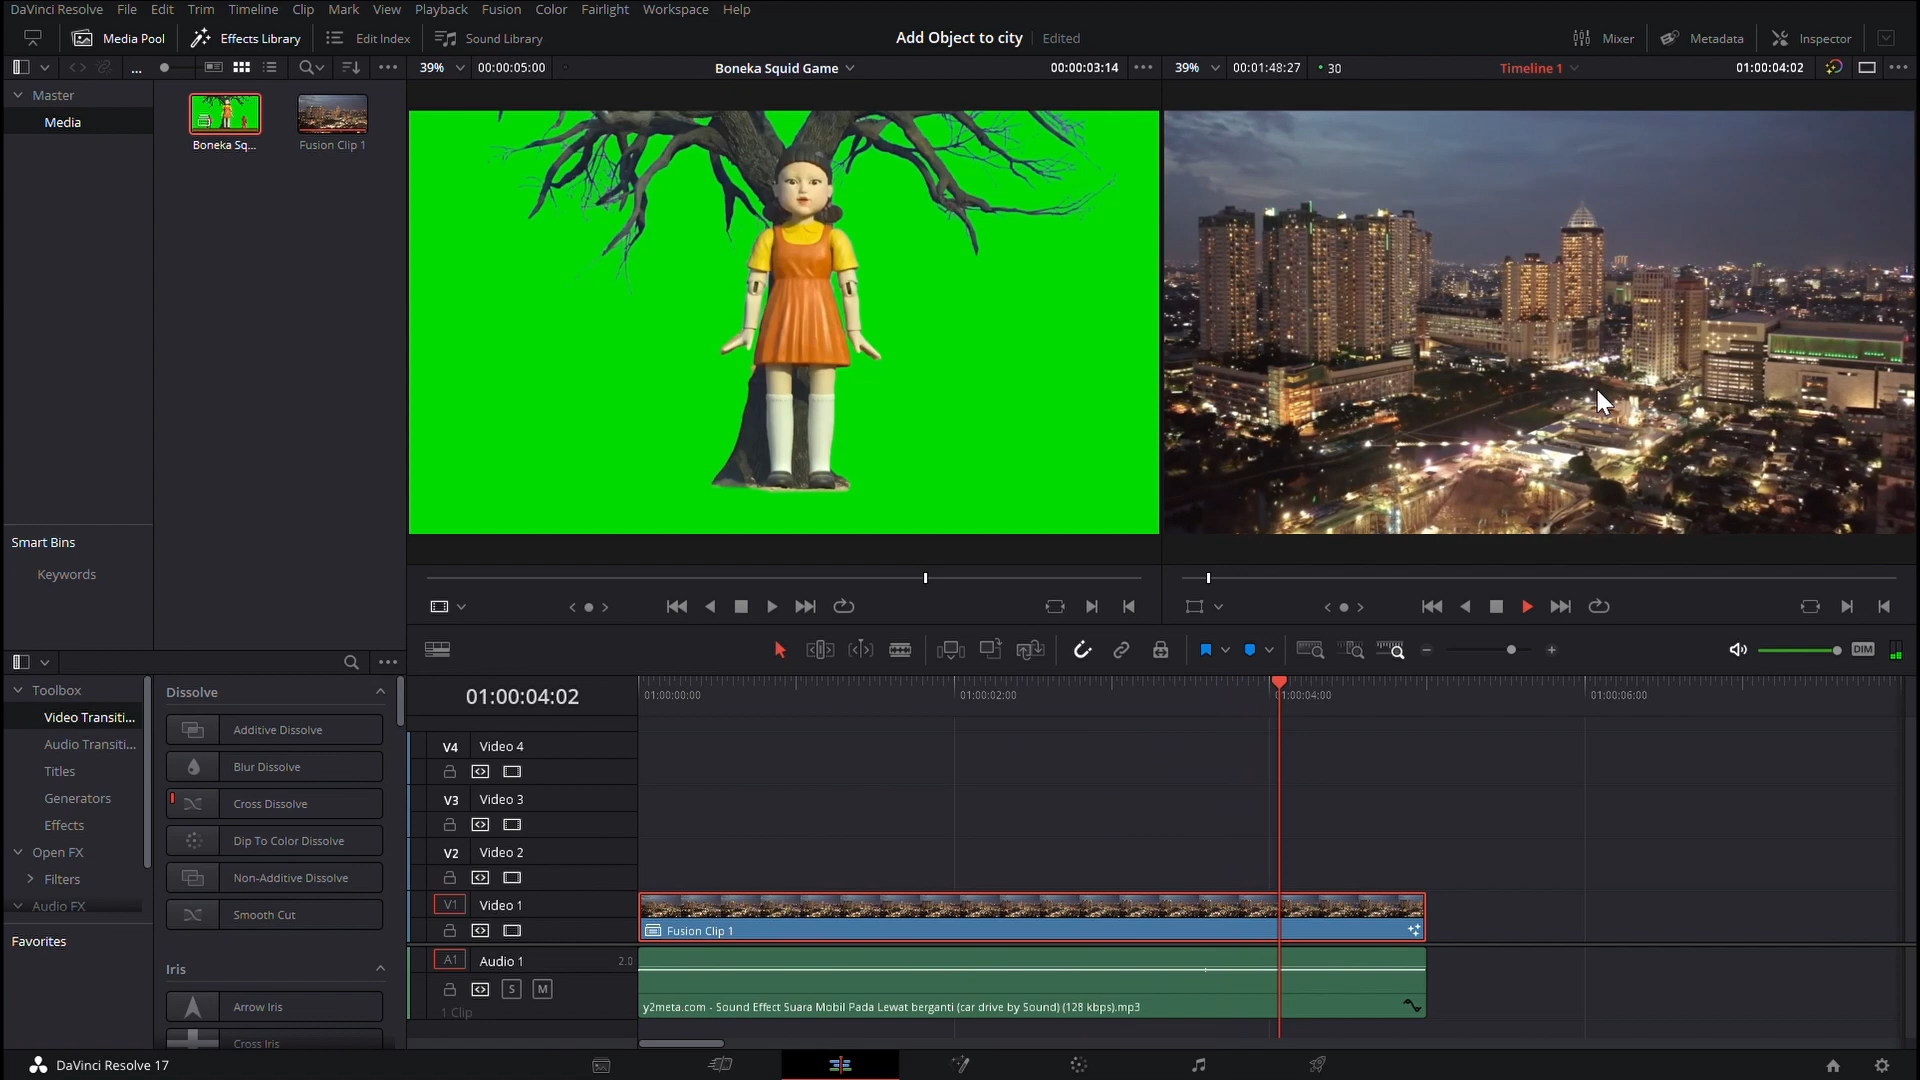 DaVinci Resolve File Edit Trim Timeline Clip Mark View Playback Fusion Color Fairlight Workspace Help
Media Pool Effects Library Edit Index Sound Library Add Object to city Edited Mixer Metadata Inspector
... 39% 00:00:05:00 Boneka Squid Game 00:00:03:14 39% 00:01:48:27 30 Timeline 1 01:00:04:02
Master
Media
Boneka Sq... Fusion Clip 1
Smart Bins
Keywords
DIM
Toolbox
Video Transiti...
Audio Transiti...
Titles
Generators
Effects
Open FX
Filters
Audio FX
Favorites
Dissolve
Additive Dissolve
Blur Dissolve
Cross Dissolve
Dip To Color Dissolve
Non-Additive Dissolve
Smooth Cut
Iris
Arrow Iris
Cross Iris
01:00:04:02 01:00:00:00 01:00:02:00 01:00:04:00 01:00:06:00
V4 Video 4
V3 Video 3
V2 Video 2
V1 Video 1
Fusion Clip 1
A1 Audio 1 2.0
S M
1 Clip
y2meta.com - Sound Effect Suara Mobil Pada Lewat berganti (car drive by Sound) (128 kbps).mp3
DaVinci Resolve 17